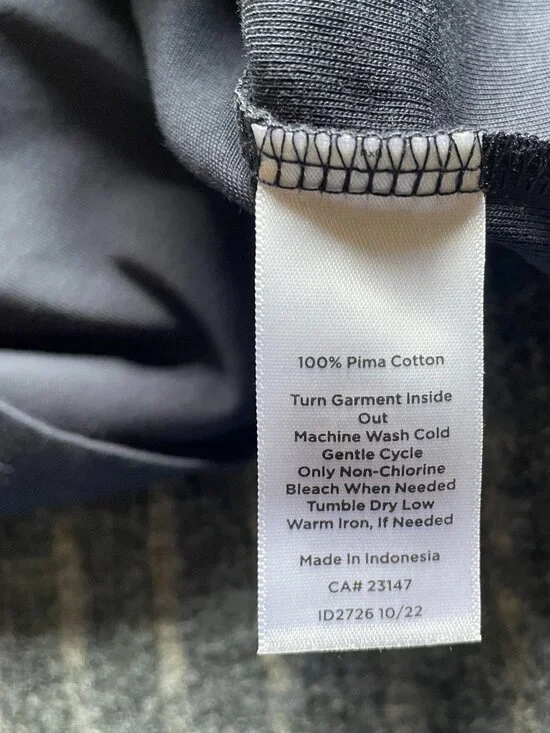 100% Pima Cotton
Turn Garment Inside
Out
Machine Wash Cold
Gentle Cycle
Only Non-Chlorine
Bleach When Needed
Tumble Dry Low
Warm Iron, If Needed
Made In Indonesia
CA# 23147
ID2726 10/22